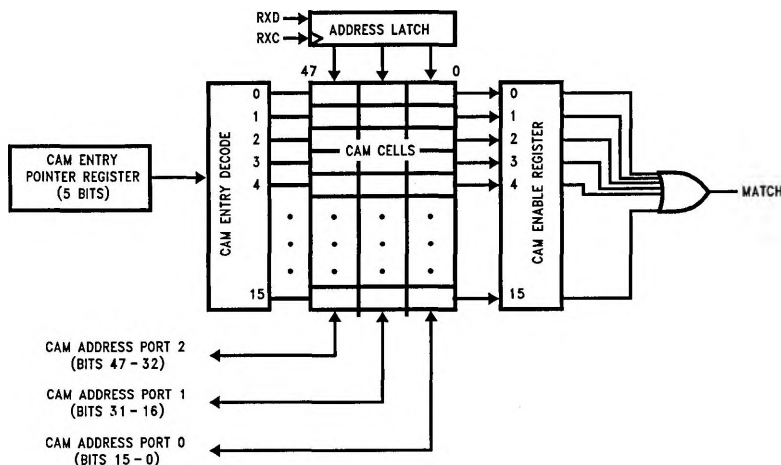 RXD
RXC
ADDRESS LATCH
47
0
CAM ENTRY
POINTER REGISTER
(5 BITS)
CAM ENTRY DECODE
0
1
2
3
4
15
CAM CELLS
0
1
2
3
4
15
CAM ENABLE REGISTER
MATCH
CAM ADDRESS PORT 2
(BITS 47-32)
CAM ADDRESS PORT 1
(BITS 31-16)
CAM ADDRESS PORT 0
(BITS 15-0)